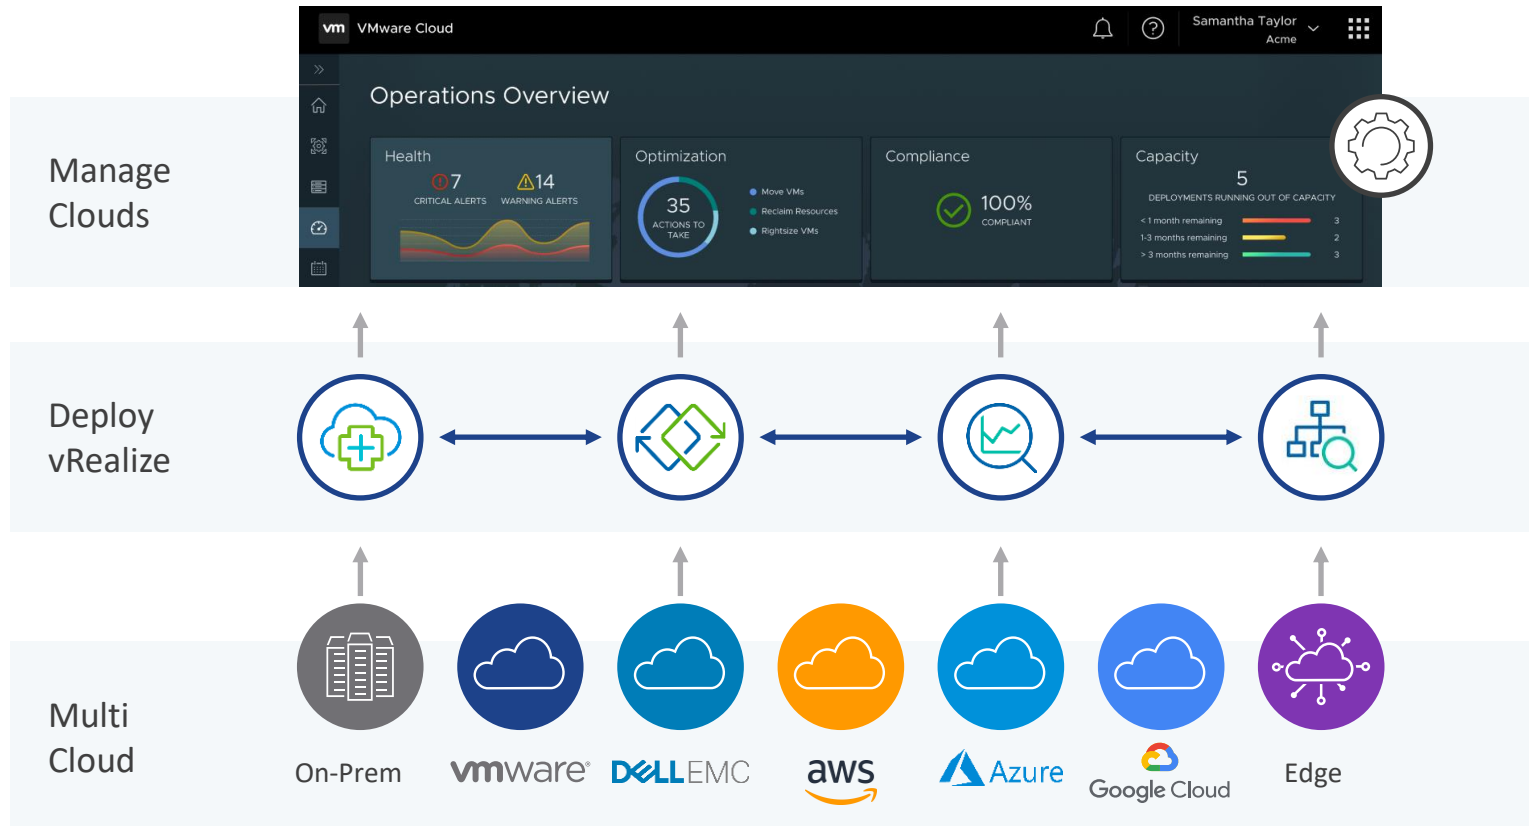 vm VMware Cloud
Samantha Taylor
Acme
Operations Overview
Manage
Clouds
Health
7
CRITICAL ALERTS
14
WARNING ALERTS
Optimization
35
ACTIONS TO
TAKE
Move VMs
Reclaim Resources
Rightsize VMs
Compliance
100%
COMPLIANT
Capacity
5
DEPLOYMENTS RUNNING OUT OF CAPACITY
< 1 month remaining 3
1-3 months remaining 2
> 3 months remaining 3
Deploy
vRealize
Multi
Cloud
On-Prem
vmware®
DELL EMC
aws
Azure
Google Cloud
Edge